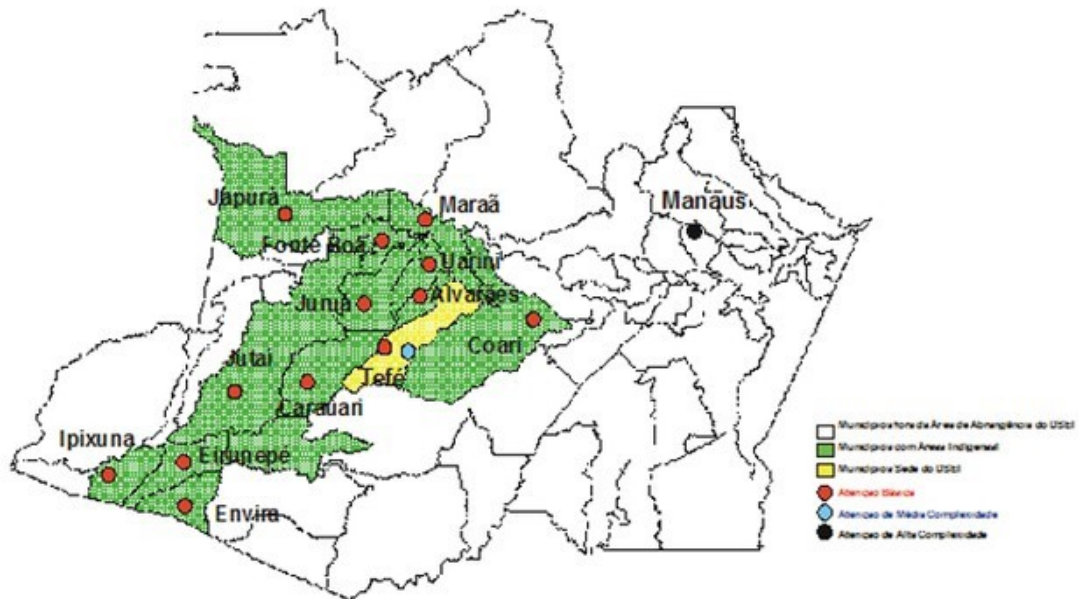 Japurá
Maraã
Manaus
Fonte Boa
Uarini
Juruá
Alvarães
Coari
Jutaí
Tefé
Carauari
Ipixuna
Eirunepé
Envira
Municípios fora da Área de Abrangência do DSEI
Municípios com Áreas Indígenas
Municípios Sede do DSEI
Atenção Básica
Atenção de Média Complexidade
Atenção de Alta Complexidade